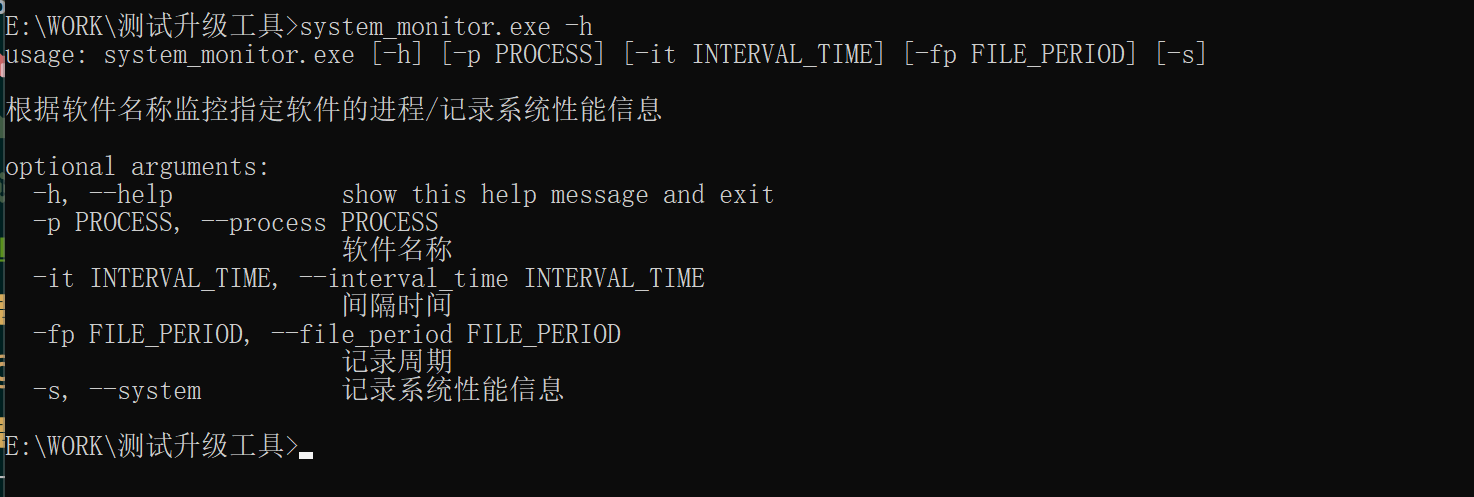 E:\WORK\测试升级工具>system_monitor.exe -h
usage: system_monitor.exe [-h] [-p PROCESS] [-it INTERVAL_TIME] [-fp FILE_PERIOD] [-s]
根据软件名称监控指定软件的进程/记录系统性能信息
optional arguments:
-h, --help show this help message and exit
-p PROCESS, --process PROCESS
软件名称
-it INTERVAL_TIME, --interval_time INTERVAL_TIME
间隔时间
-fp FILE_PERIOD, --file_period FILE_PERIOD
记录周期
-s, --system 记录系统性能信息
E:\WORK\测试升级工具>